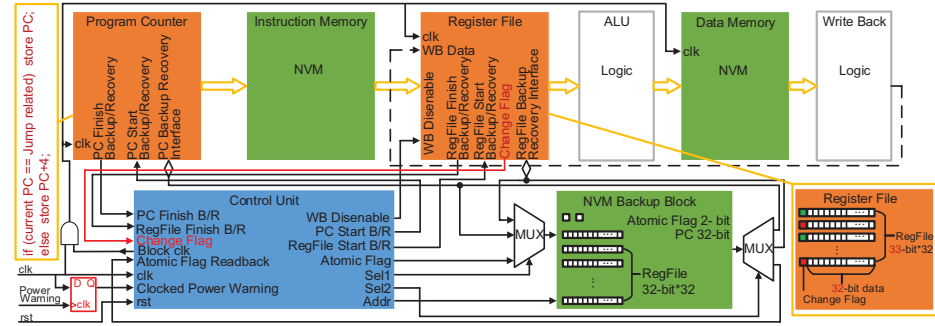 if (current PC == Jump related) store PC;
else store PC+4;
Program Counter
clk
PC Finish
Backup/Recovery
PC Start
Backup/Recovery
PC Backup Recovery
Interface
Instruction Memory
NVM
Register File
clk
WB Data
WB Disenable
RegFile Finish
Backup/Recovery
RegFile Start
Backup/Recovery
Change Flag
RegFile Backup
Recovery Interface
ALU
Logic
Data Memory
clk
NVM
Write Back
Logic
Control Unit
PC Finish B/R
RegFile Finish B/R
Change Flag
Block clk
Atomic Flag Readback
clk
Clocked Power Warning
rst
WB Disenable
PC Start B/R
RegFile Start B/R
Atomic Flag
Sel1
Sel2
Addr
clk
Power
Warning
rst
D Q
>clk
MUX
NVM Backup Block
Atomic Flag 2- bit
PC 32-bit
RegFile
32-bit*32
MUX
Register File
RegFile
33-bit*32
32-bit data
Change Flag